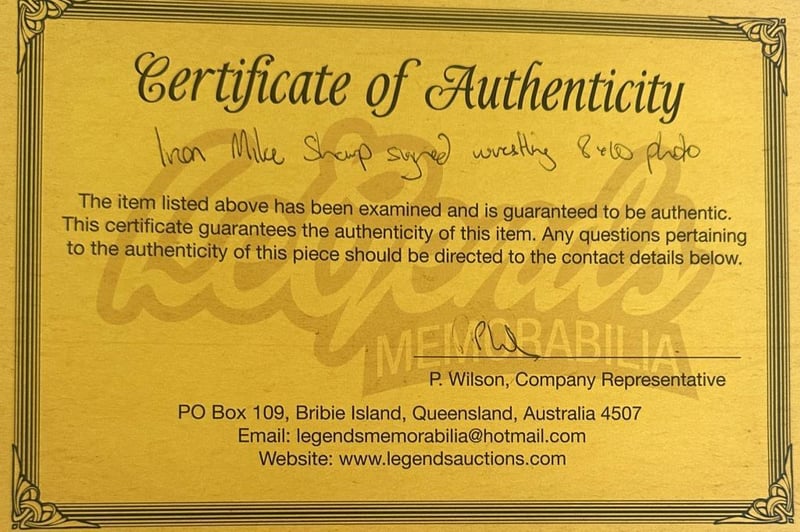 Certificate of Authenticity
Iron Mike Sharp signed wrestling 8x10 photo
The item listed above has been examined and is guaranteed to be authentic.
This certificate guarantees the authenticity of this item. Any questions pertaining
to the authenticity of this piece should be directed to the contact details below.
Legends
MEMORABILIA
P. Wilson, Company Representative
PO Box 109, Bribie Island, Queensland, Australia 4507
Email: legendsmemorabilia@hotmail.com
Website: www.legendsauctions.com